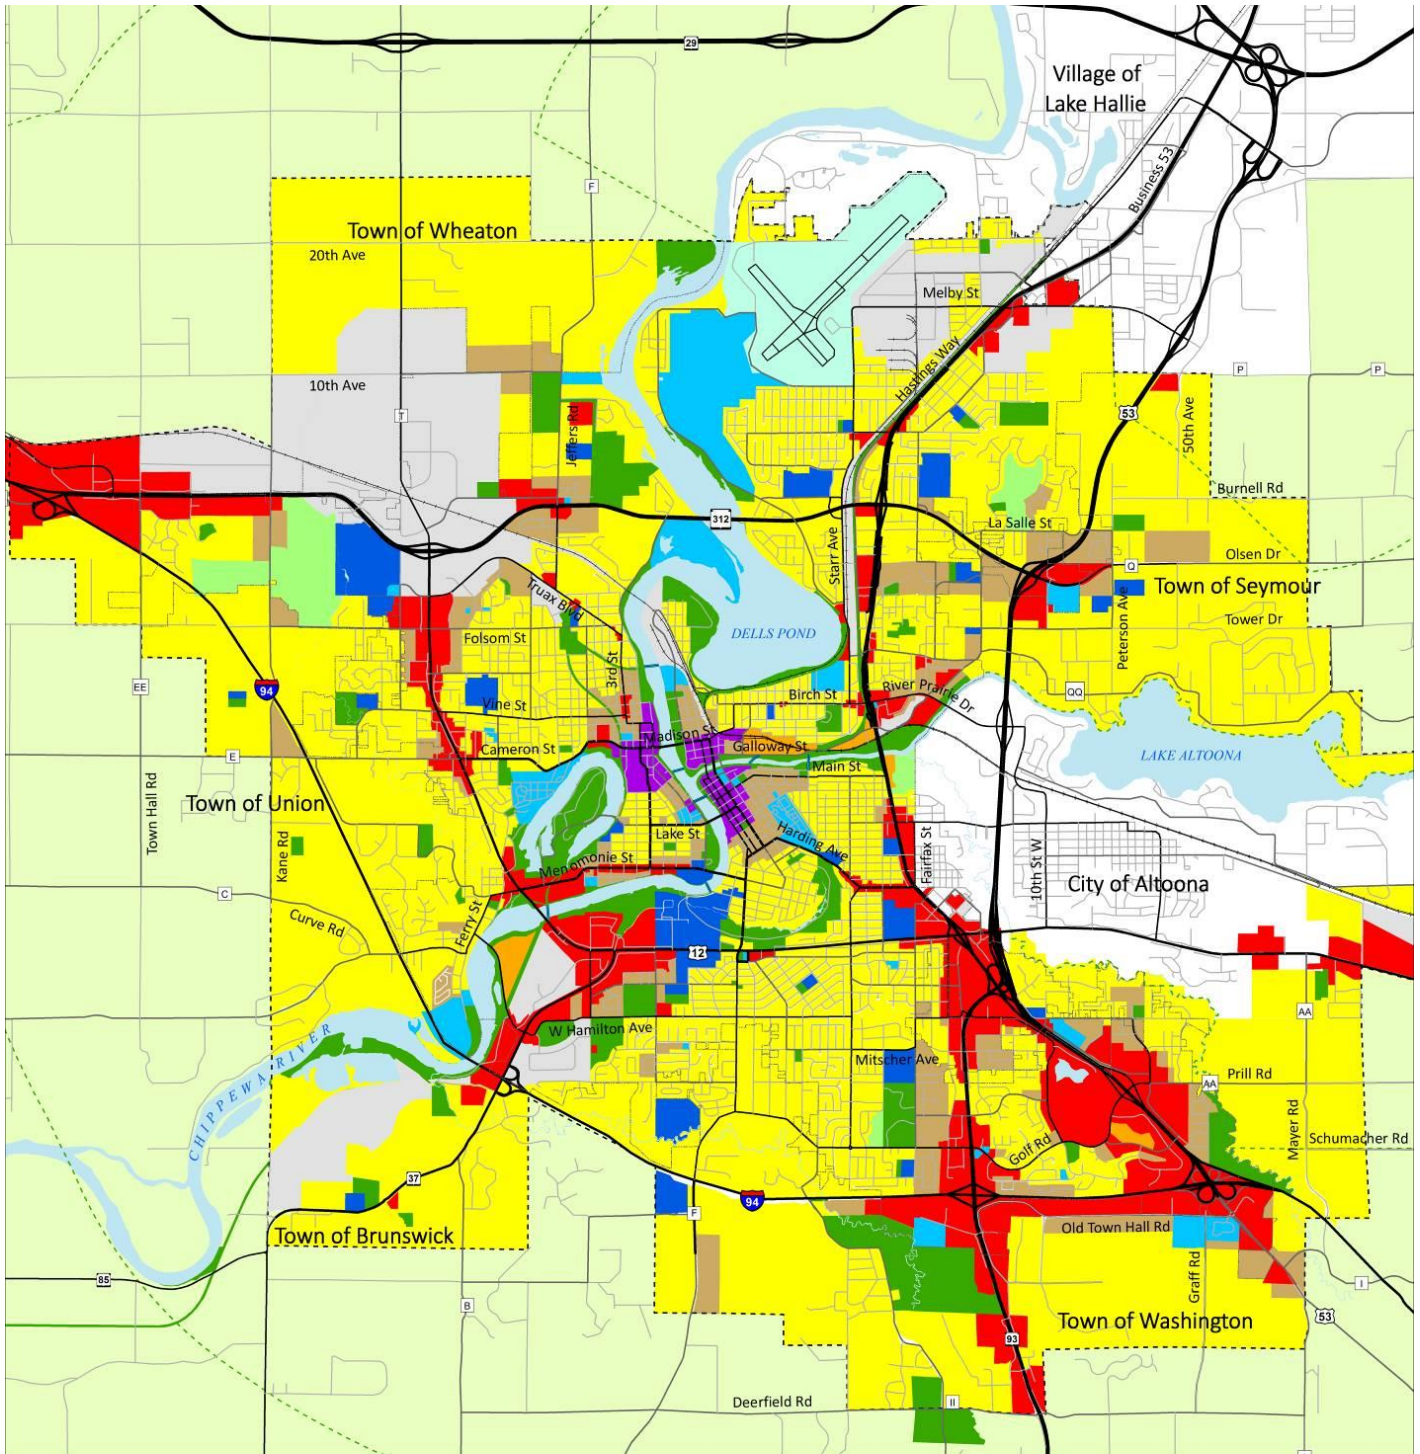 29
Village of
Lake Hallie
Business 53
F
Town of Wheaton
20th Ave
Melby St
10th Ave
Hastings Way
P
P
T
Jeffers Rd
53
50th Ave
Burnell Rd
312
La Salle St
Starr Ave
Olsen Dr
Q
Truax Blvd
Town of Seymour
Peterson Ave
Folsom St
DELLS POND
Tower Dr
3rd St
EE
94
Birch St
River Prairie Dr
QQ
Vine St
Madison St
Galloway St
Cameron St
E
Main St
LAKE ALTOONA
Town Hall Rd
Town of Union
Lake St
Harding Ave
Fairfax St
10th St W
Kane Rd
Menomonie St
City of Altoona
C
Curve Rd
Ferry St
12
AA
CHIPPEWA RIVER
W Hamilton Ave
Mitscher Ave
Prill Rd
AA
Mayer Rd
Golf Rd
Schumacher Rd
37
94
F
Old Town Hall Rd
Town of Brunswick
85
Graff Rd
I
B
Town of Washington
53
93
Deerfield Rd
II